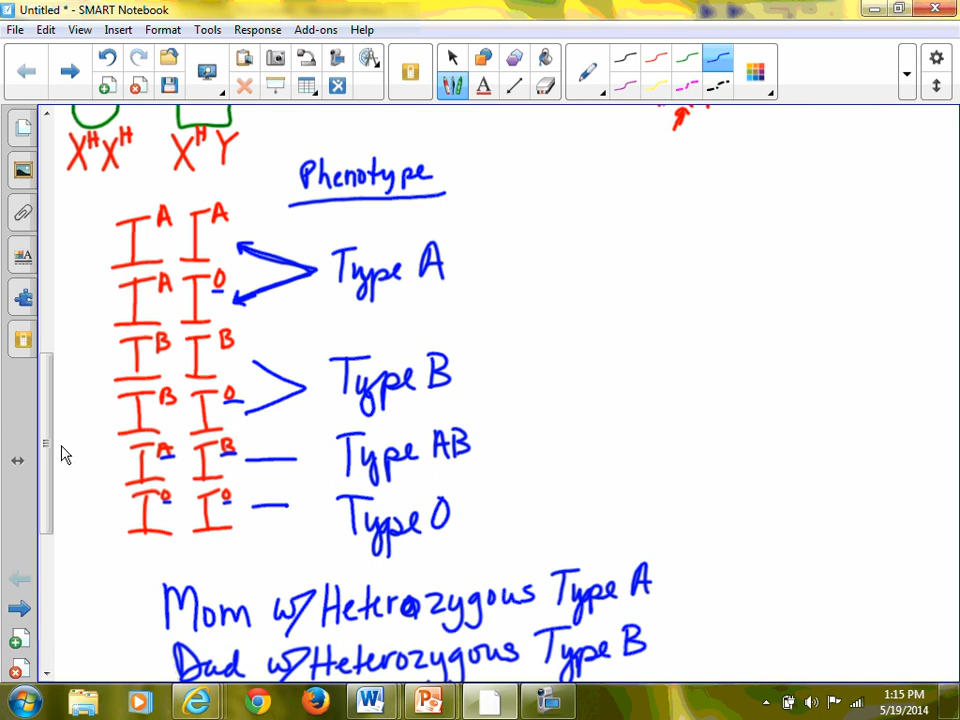 Untitled * - SMART Notebook
File Edit View Insert Format Tools Response Add-ons Help
X^H X^H X^H Y
Phenotype
I^A I^A
Type A
I^A I^O
I^B I^B
Type B
I^B I^O
I^A I^B — Type AB
I^O I^O — Type O
Mom w/ Heterozygous Type A
Dad w/ Heterozygous Type B
1:15 PM
5/19/2014